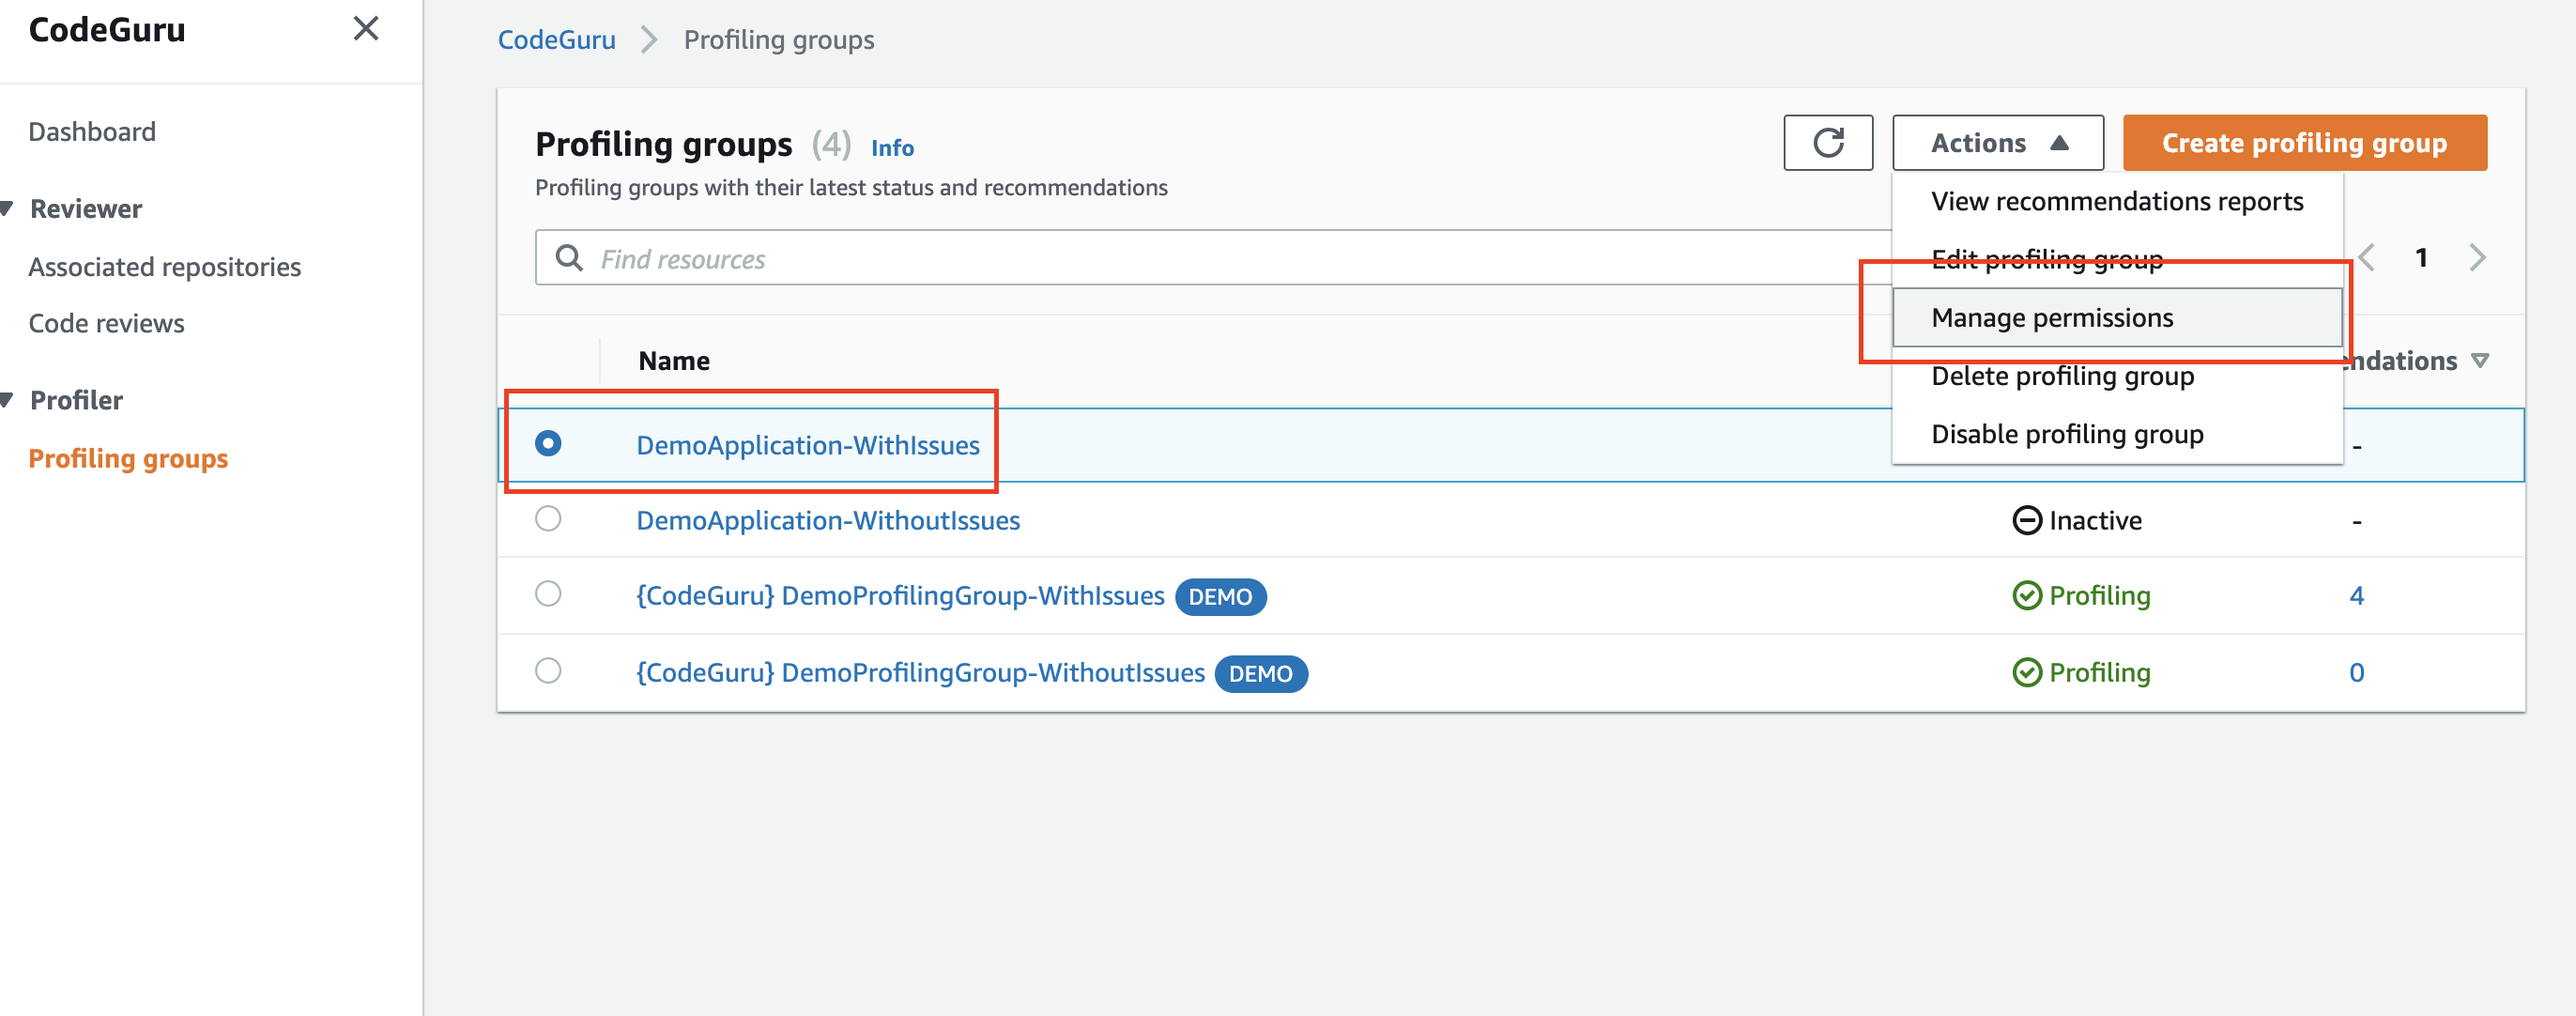 CodeGuru
Dashboard
Reviewer
Associated repositories
Code reviews
Profiler
Profiling groups
CodeGuru Profiling groups
Profiling groups (4) Info
Profiling groups with their latest status and recommendations
Actions
Create profiling group
View recommendations reports
Edit profiling group
Manage permissions
Delete profiling group
Disable profiling group
Find resources
1
Name
ndations
DemoApplication-WithIssues -
DemoApplication-WithoutIssues Inactive -
{CodeGuru} DemoProfilingGroup-WithIssues DEMO Profiling 4
{CodeGuru} DemoProfilingGroup-WithoutIssues DEMO Profiling 0